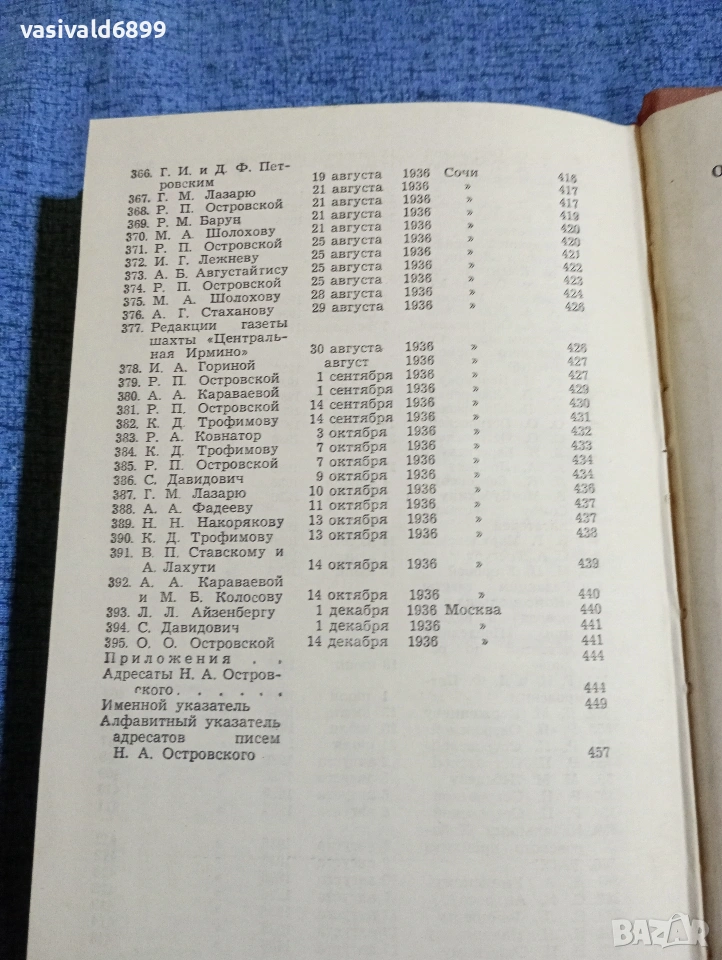 vasivald6899
366. Г. И. и Д. Ф. Пет-
ровским 19 августа 1936 Сочи 416
367. Г. М. Лазарю 21 августа 1936 » 417
368. Р. П. Островской 21 августа 1936 » 417
369. Р. М. Барун 21 августа 1936 » 419
370. М. А. Шолохову 21 августа 1936 » 420
371. Р. П. Островской 25 августа 1936 » 420
372. И. Г. Лежневу 25 августа 1936 » 421
373. А. Б. Августайтису 25 августа 1936 » 422
374. Р. П. Островской 25 августа 1936 » 423
375. М. А. Шолохову 28 августа 1936 » 424
376. А. Г. Стаханову 29 августа 1936 » 426
377. Редакции газеты
шахты «Централь-
ная Ирмино» 30 августа 1936 » 426
378. И. А. Гориной август 1936 » 427
379. Р. П. Островской 1 сентября 1936 » 427
380. А. А. Караваевой 1 сентября 1936 » 429
381. Р. П. Островской 14 сентября 1936 » 430
382. К. Д. Трофимову 14 сентября 1936 » 431
383. Р. А. Ковнатор 3 октября 1936 » 432
384. К. Д. Трофимову 7 октября 1936 » 433
385. Р. П. Островской 7 октября 1936 » 434
386. С. Давидович 9 октября 1936 » 434
387. Г. М. Лазарю 10 октября 1936 » 436
388. А. А. Фадееву 11 октября 1936 » 437
389. Н. Н. Накорякову 13 октября 1936 » 437
390. К. Д. Трофимову 13 октября 1936 » 438
391. В. П. Ставскому и
А. Лахути 14 октября 1936 » 439
392. А. А. Караваевой
и М. Б. Колосову 14 октября 1936 » 440
393. Л. Л. Айзенбергу 1 декабря 1936 Москва 440
394. С. Давидович 1 декабря 1936 » 441
395. О. О. Островской 14 декабря 1936 » 441
Приложения . . 444
Адресаты Н. А. Островского
ского. . . . . . 444
Именной указатель 449
Алфавитный указатель
адресатов писем
Н. А. Островского 457
О
BAZAR